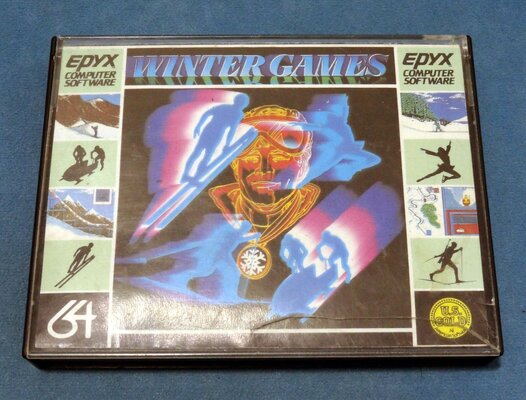 EPYX
COMPUTER
SOFTWARE
WINTER GAMES
EPYX
COMPUTER
SOFTWARE
64
U.S.
GOLD